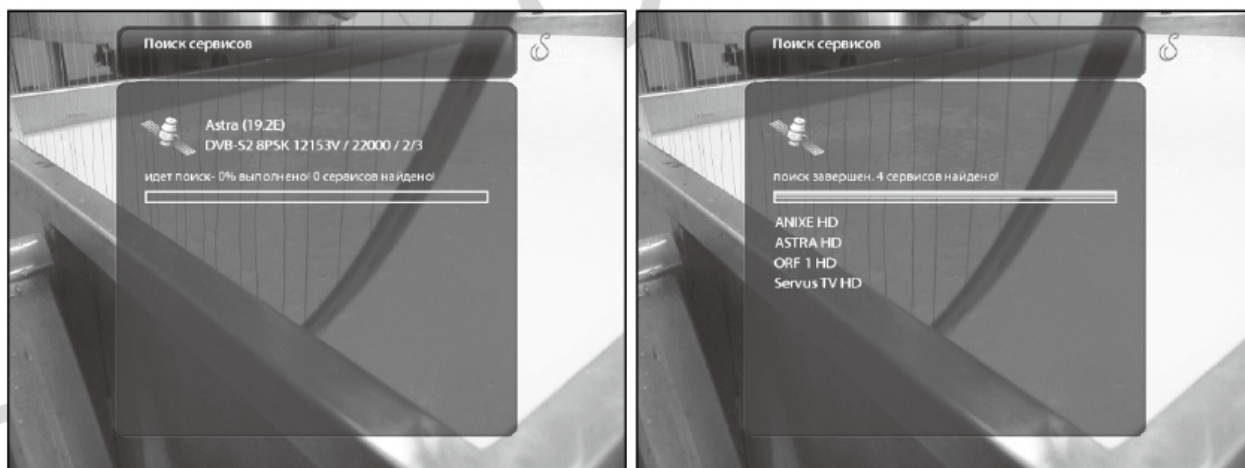 Поиск сервисов
Astra (19.2E)
DVB-S2 8PSK 12153V / 22000 / 2/3
идет поиск- 0% выполнено! 0 сервисов найдено!
Поиск сервисов
поиск завершен. 4 сервисов найдено!
ANIXE HD
ASTRA HD
ORF 1 HD
Servus TV HD